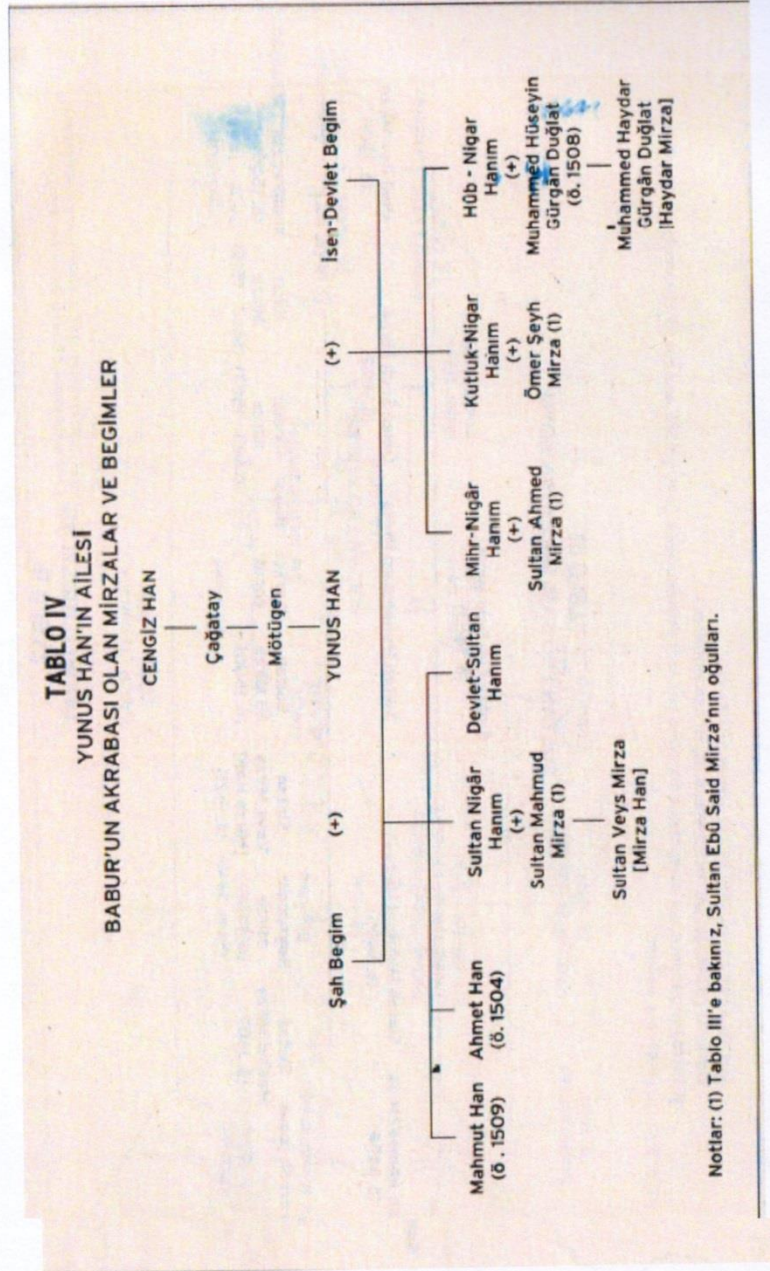 TABLO IV
YUNUS HAN'IN AİLESİ
BABUR'UN AKRABASI OLAN MİRZALAR VE BEGİMLER
CENGİZ HAN
Çağatay
Mötügen
Şah Begim (+) YUNUS HAN (+) İsen-Devlet Begim
Mahmut Han
(ö . 1509)
Ahmet Han
(ö. 1504)
Sultan Nigâr
Hanım
(+)
Sultan Mahmud
Mirza (1)
Sultan Veys Mirza
[Mirza Han]
Devlet-Sultan
Hanım
Mihr-Nigâr
Hanım
(+)
Sultan Ahmed
Mirza (1)
Kutluk-Nigar
Hanım
(+)
Ömer Şeyh
Mirza (1)
Hûb - Nigar
Hanım
(+)
Muhammed Hüseyin
Gürgân Duğlat
(ö. 1508)
Muhammed Haydar
Gürgân Duğlat
[Haydar Mirza]
Notlar: (1) Tablo III'e bakınız, Sultan Ebû Said Mirza'nın oğulları.